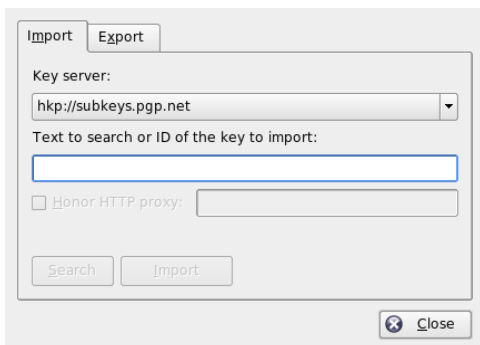 Import Export
Key server:
hkp://subkeys.pgp.net
Text to search or ID of the key to import:
Honor HTTP proxy:
Search Import
Close